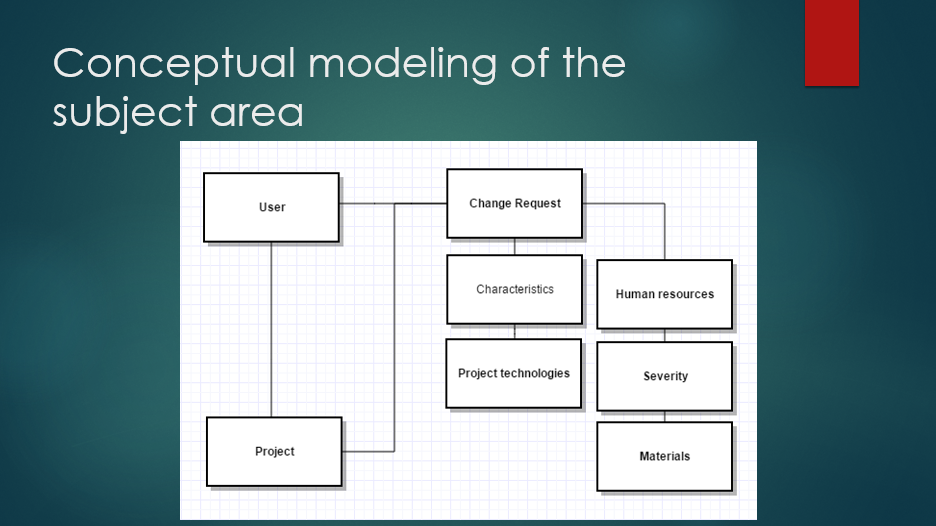 Conceptual modeling of the
subject area
User
Change Request
Characteristics
Human resources
Project technologies
Severity
Project
Materials